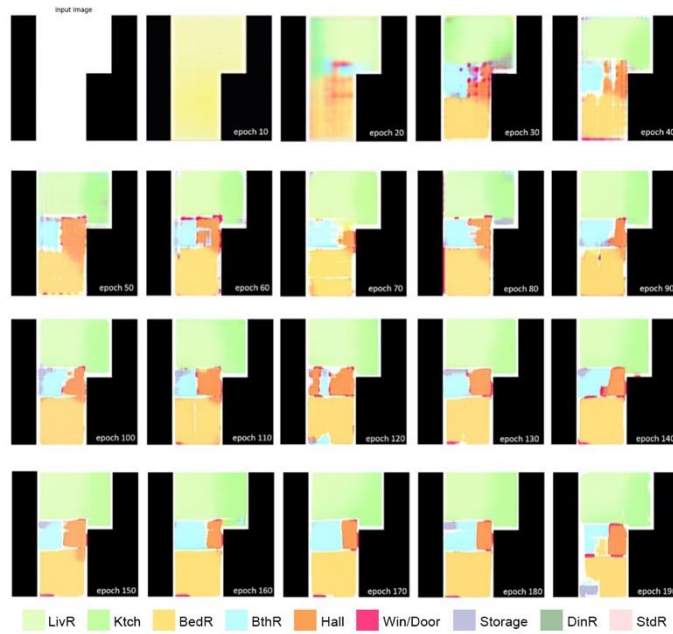 Input Image
epoch 10
epoch 20
epoch 30
epoch 40
epoch 50
epoch 60
epoch 70
epoch 80
epoch 90
epoch 100
epoch 110
epoch 120
epoch 130
epoch 140
epoch 150
epoch 160
epoch 170
epoch 180
epoch 190
LivR Ktch BedR BthR Hall Win/Door Storage DinR StdR